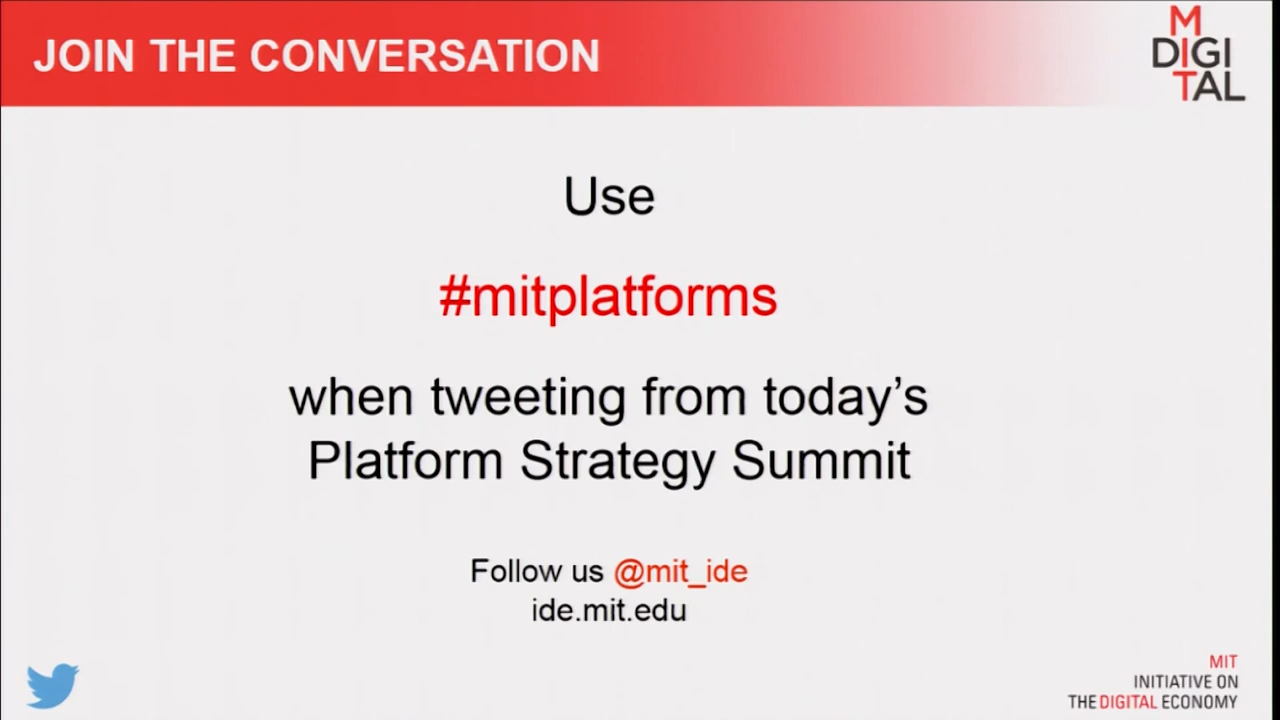 JOIN THE CONVERSATION
M
DIGI
TAL
Use
#mitplatforms
when tweeting from today’s
Platform Strategy Summit
Follow us @mit_ide
ide.mit.edu
MIT
INITIATIVE ON
THE DIGITAL ECONOMY